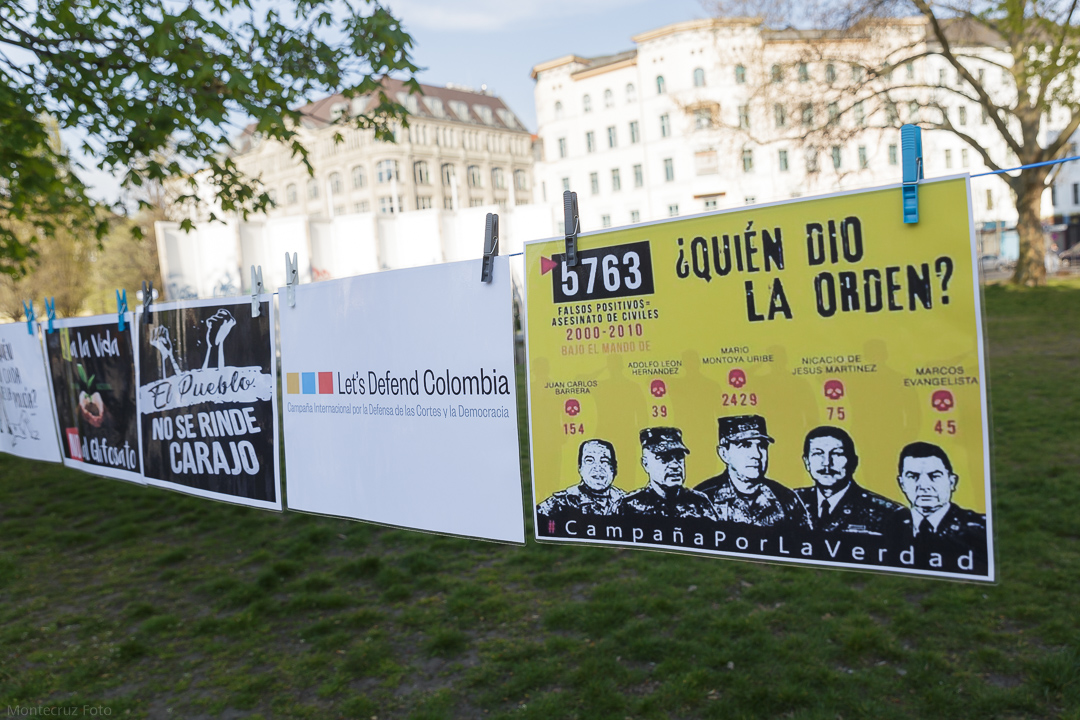 a la Vida
al Glifosato
El Pueblo
NO SE RINDE
CARAJO
Let's Defend Colombia
Campaña Internacional por la Defensa de las Cortes y la Democracia
5763
FALSOS POSITIVOS=
ASESINATO DE CIVILES
2000-2010
BAJO EL MANDO DE
¿QUIÉN DIO
LA ORDEN?
JUAN CARLOS
BARRERA
154
ADOLFO LEON
HERNANDEZ
39
MARIO
MONTOYA URIBE
2429
NICACIO DE
JESUS MARTINEZ
75
MARCOS
EVANGELISTA
45
#CampañaPorLaVerdad
Montecruz Foto